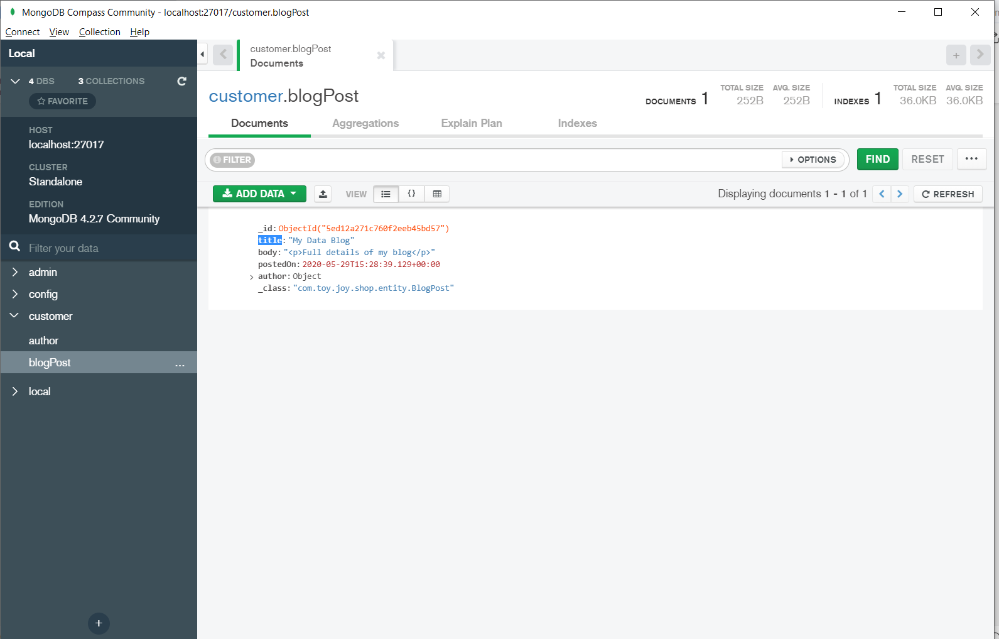 MongoDB Compass Community - localhost:27017/customer.blogPost
Connect View Collection Help
Local
4 DBS 3 COLLECTIONS
FAVORITE
HOST
localhost:27017
CLUSTER
Standalone
EDITION
MongoDB 4.2.7 Community
Filter your data
admin
config
customer
author
blogPost ...
local
+
customer.blogPost
Documents
+
customer.blogPost
DOCUMENTS 1 TOTAL SIZE 252B AVG. SIZE 252B
INDEXES 1 TOTAL SIZE 36.0KB AVG. SIZE 36.0KB
Documents Aggregations Explain Plan Indexes
FILTER OPTIONS FIND RESET ...
ADD DATA VIEW {} Displaying documents 1 - 1 of 1 REFRESH
_id: ObjectId("5ed12a271c760f2eeb45bd57")
title: "My Data Blog"
body: "<p>Full details of my blog</p>"
postedOn: 2020-05-29T15:28:39.129+00:00
author: Object
_class: "com.toy.joy.shop.entity.BlogPost"